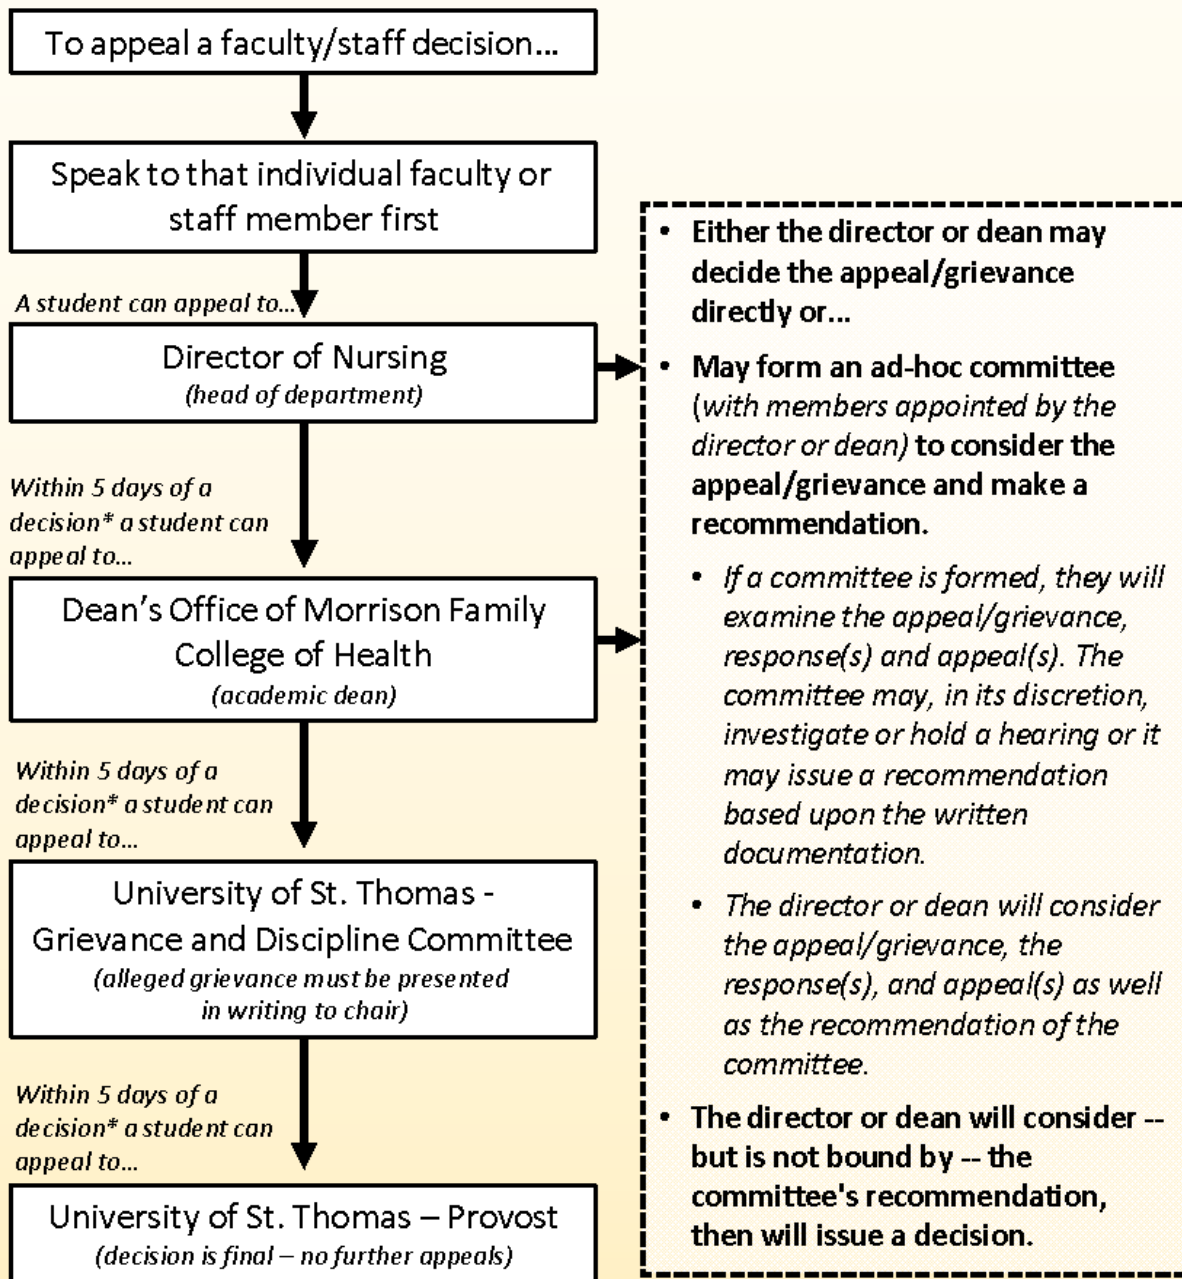 To appeal a faculty/staff decision...
Speak to that individual faculty or
staff member first
A student can appeal to...
Director of Nursing
(head of department)
Within 5 days of a
decision* a student can
appeal to...
Dean's Office of Morrison Family
College of Health
(academic dean)
Within 5 days of a
decision* a student can
appeal to...
University of St. Thomas -
Grievance and Discipline Committee
(alleged grievance must be presented
in writing to chair)
Within 5 days of a
decision* a student can
appeal to...
University of St. Thomas – Provost
(decision is final – no further appeals)
• Either the director or dean may
decide the appeal/grievance
directly or...
• May form an ad-hoc committee
(with members appointed by the
director or dean) to consider the
appeal/grievance and make a
recommendation.
• If a committee is formed, they will
examine the appeal/grievance,
response(s) and appeal(s). The
committee may, in its discretion,
investigate or hold a hearing or it
may issue a recommendation
based upon the written
documentation.
• The director or dean will consider
the appeal/grievance, the
response(s), and appeal(s) as well
as the recommendation of the
committee.
• The director or dean will consider --
but is not bound by -- the
committee's recommendation,
then will issue a decision.